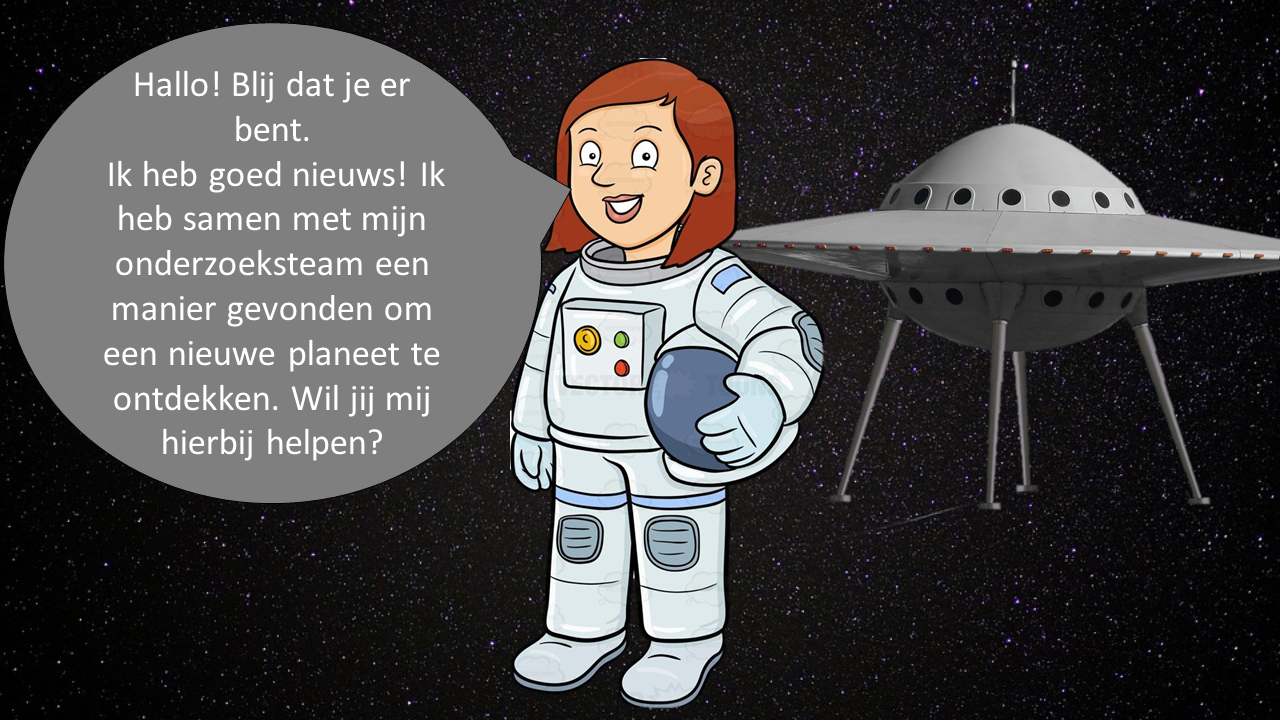 Hallo! Blij dat je er
bent.
Ik heb goed nieuws! Ik
heb samen met mijn
onderzoeksteam een
manier gevonden om
een nieuwe planeet te
ontdekken. Wil jij mij
hierbij helpen?